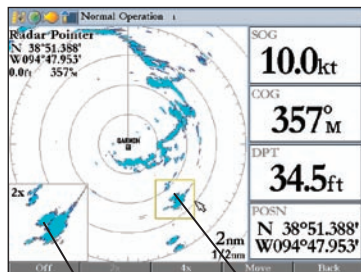 Normal Operation
Radar Pointer
N 38°51.388'
W094°47.953'
0.0ft 357°M
GARMIN
2x
2nm
1/2nm
SOG
10.0kt
COG
357°M
DPT
34.5ft
POSN
N 38°51.388'
W094°47.953'
Off
2x
4x
Move
Back